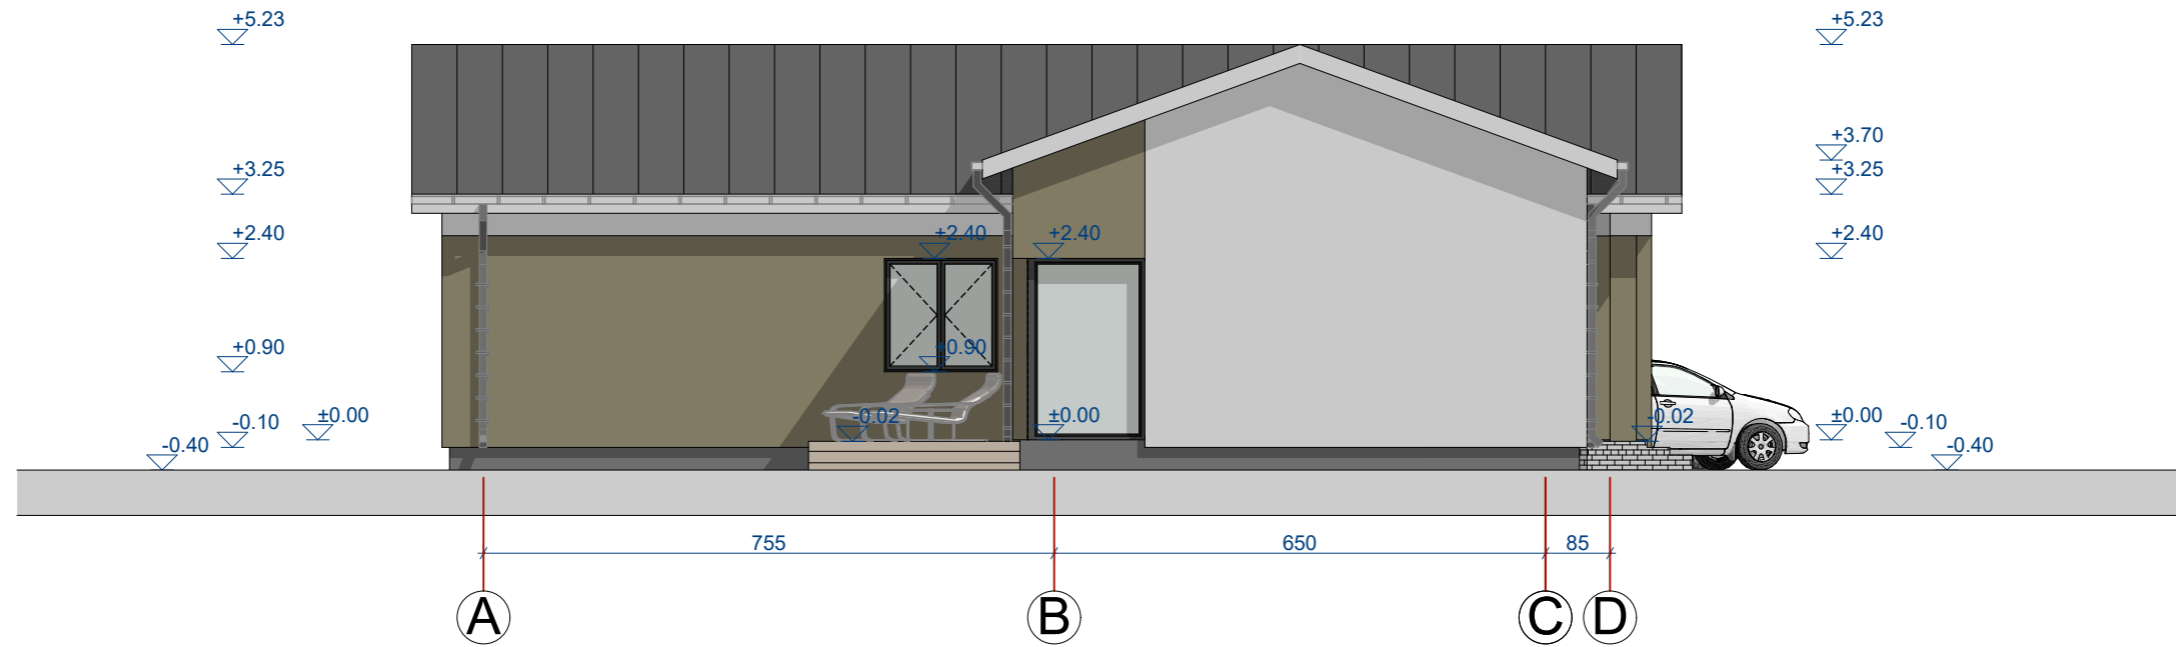 +5.23 +5.23
+3.70
+3.25 +3.25
+2.40 +2.40 +2.40 +2.40
+0.90 +0.90
-0.40 -0.10 ±0.00 -0.02 ±0.00 -0.02 ±0.00 -0.10 -0.40
755 650 85
A B C D